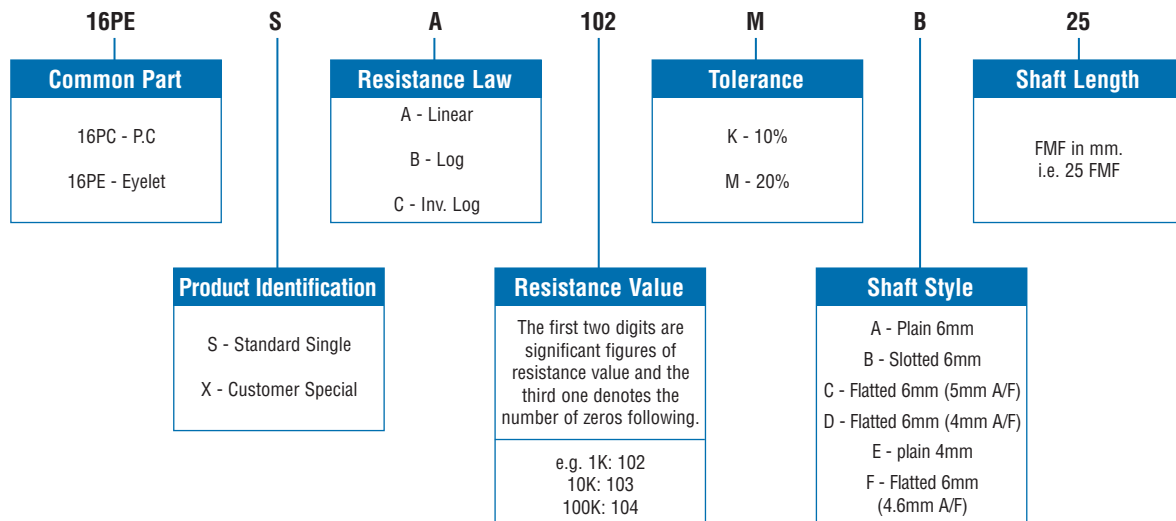 16PE S A 102 M B 25
Common Part
16PC - P.C
16PE - Eyelet
Resistance Law
A - Linear
B - Log
C - Inv. Log
Tolerance
K - 10%
M - 20%
Shaft Length
FMF in mm.
i.e. 25 FMF
Product Identification
S - Standard Single
X - Customer Special
Resistance Value
The first two digits are
significant figures of
resistance value and the
third one denotes the
number of zeros following.
e.g. 1K: 102
10K: 103
100K: 104
Shaft Style
A - Plain 6mm
B - Slotted 6mm
C - Flatted 6mm (5mm A/F)
D - Flatted 6mm (4mm A/F)
E - plain 4mm
F - Flatted 6mm
(4.6mm A/F)